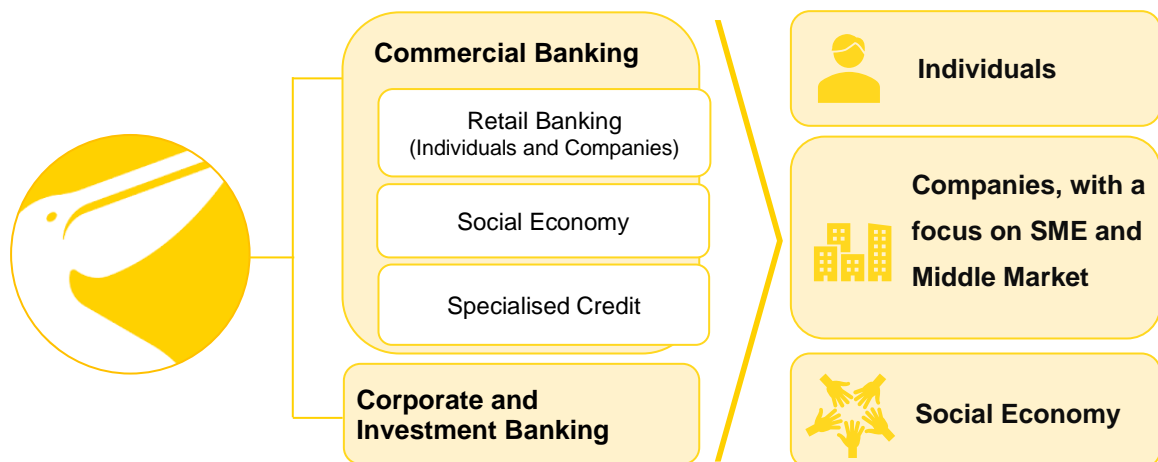 Commercial Banking
Retail Banking
(Individuals and Companies)
Social Economy
Specialised Credit
Corporate and
Investment Banking
Individuals
Companies, with a
focus on SME and
Middle Market
Social Economy